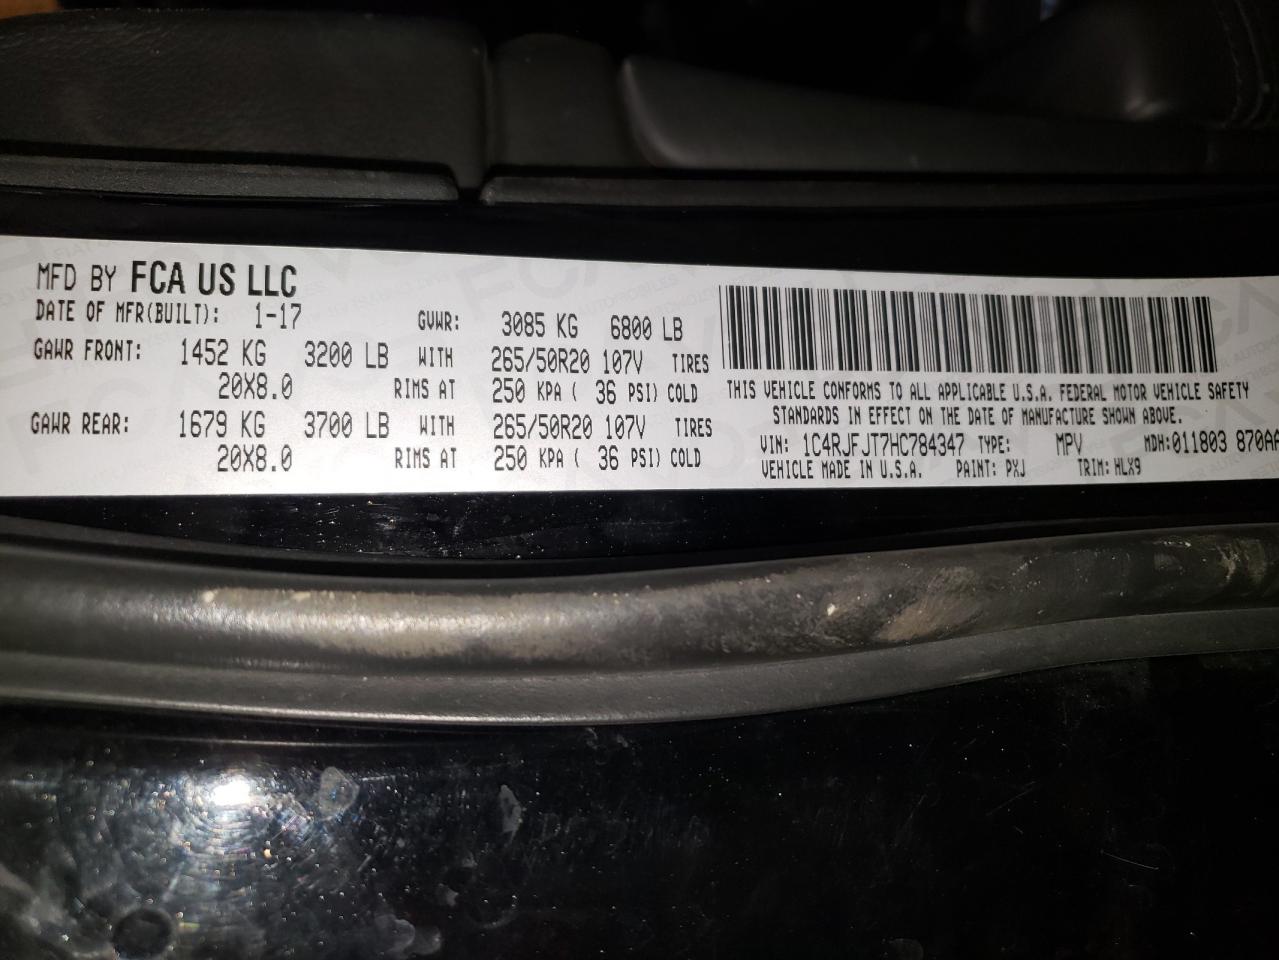 MFD BY FCA US LLC
DATE OF MFR(BUILT): 1-17 GVWR: 3085 KG 6800 LB
GAWR FRONT: 1452 KG 3200 LB WITH 265/50R20 107V TIRES
20X8.0 RIMS AT 250 KPA ( 36 PSI) COLD
GAWR REAR: 1679 KG 3700 LB WITH 265/50R20 107V TIRES
20X8.0 RIMS AT 250 KPA ( 36 PSI) COLD
THIS VEHICLE CONFORMS TO ALL APPLICABLE U.S.A. FEDERAL MOTOR VEHICLE SAFETY
STANDARDS IN EFFECT ON THE DATE OF MANUFACTURE SHOWN ABOVE.
VIN: 1C4RJFJT7HC784347 TYPE: MPV MDH:011803 870AA
VEHICLE MADE IN U.S.A. PAINT: PXJ TRIM: HLX9